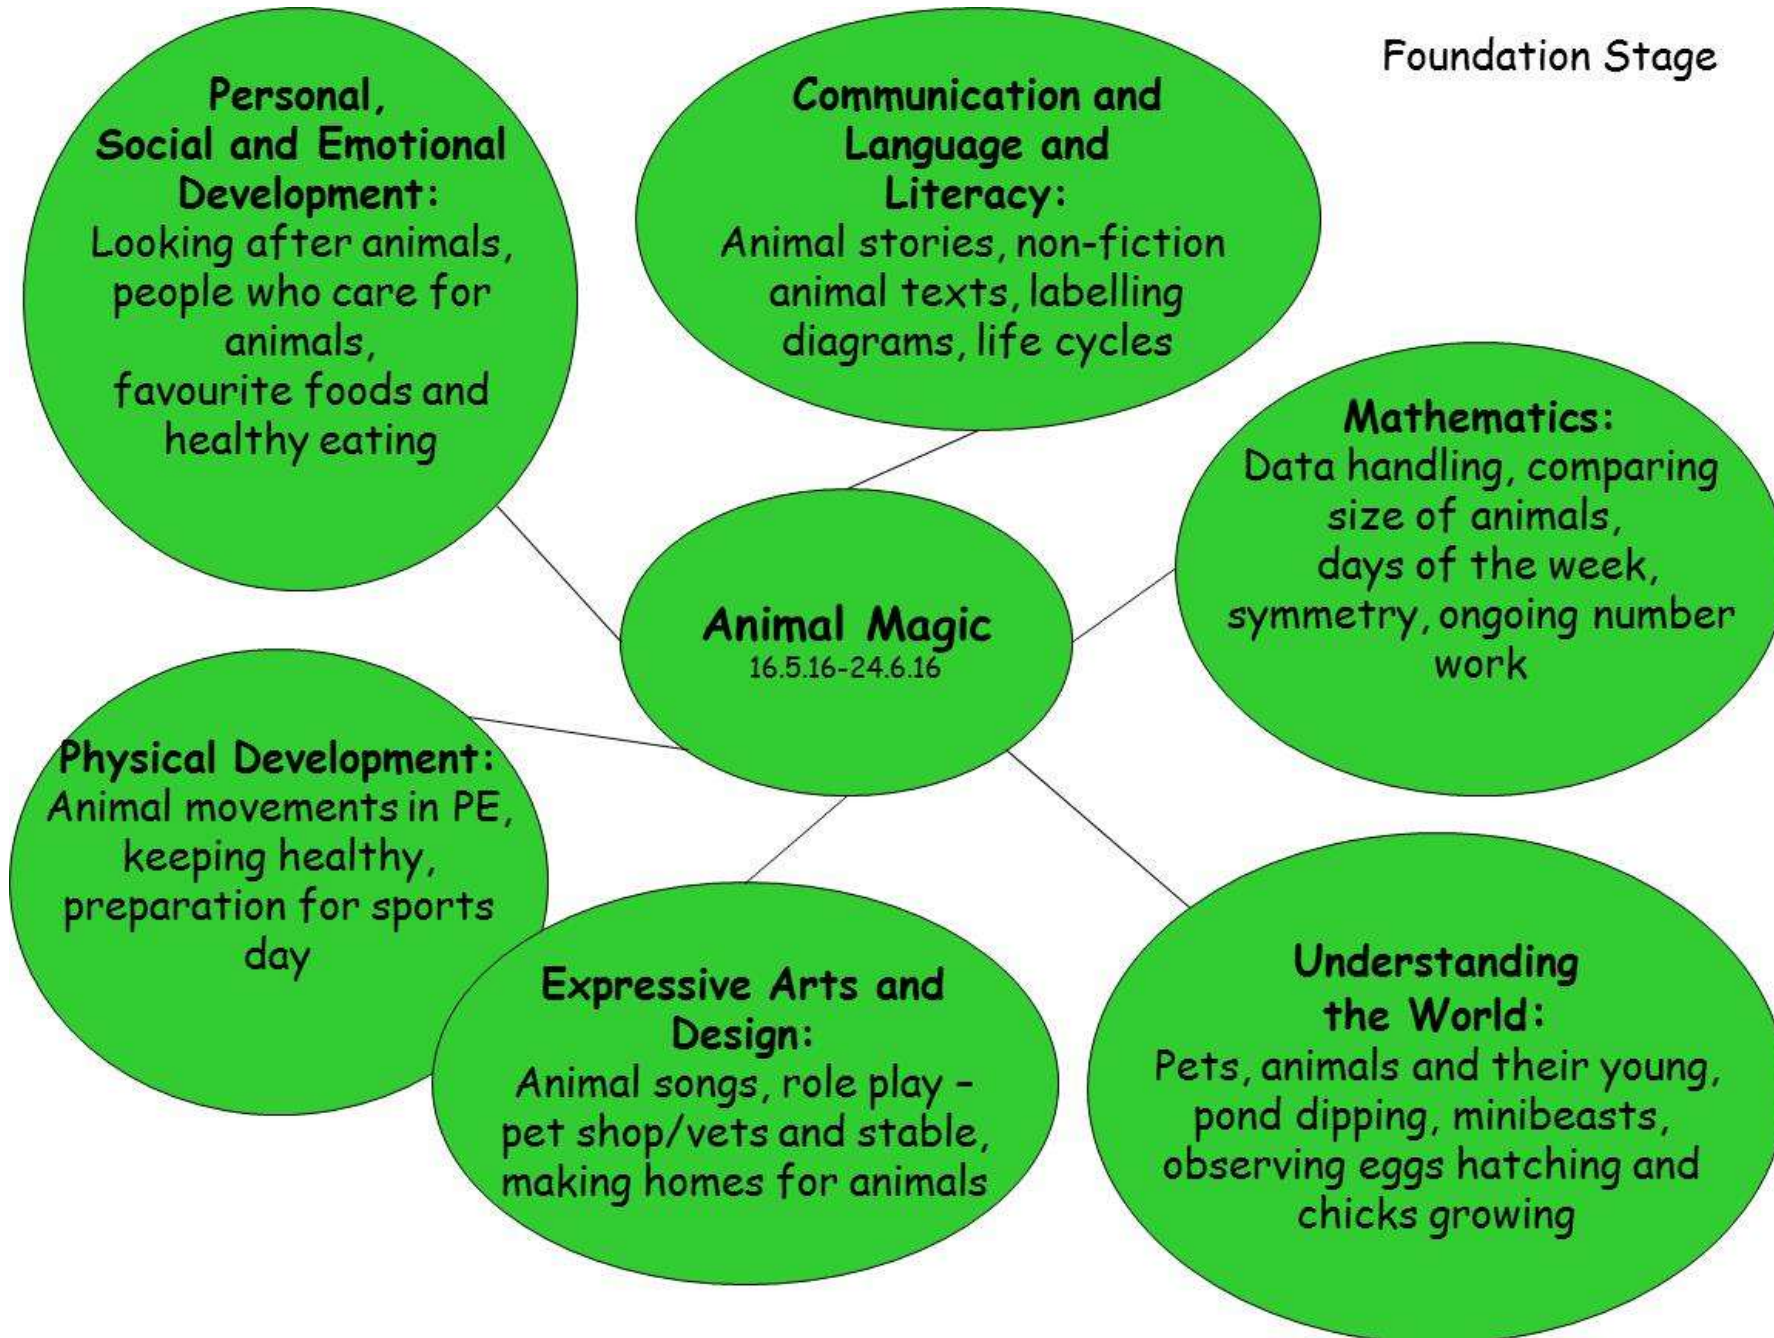 Foundation Stage
Personal,
Social and Emotional
Development:
Looking after animals,
people who care for
animals,
favourite foods and
healthy eating
Communication and
Language and
Literacy:
Animal stories, non-fiction
animal texts, labelling
diagrams, life cycles
Mathematics:
Data handling, comparing
size of animals,
days of the week,
symmetry, ongoing number
work
Animal Magic
16.5.16-24.6.16
Physical Development:
Animal movements in PE,
keeping healthy,
preparation for sports
day
Expressive Arts and
Design:
Animal songs, role play –
pet shop/vets and stable,
making homes for animals
Understanding
the World:
Pets, animals and their young,
pond dipping, minibeasts,
observing eggs hatching and
chicks growing